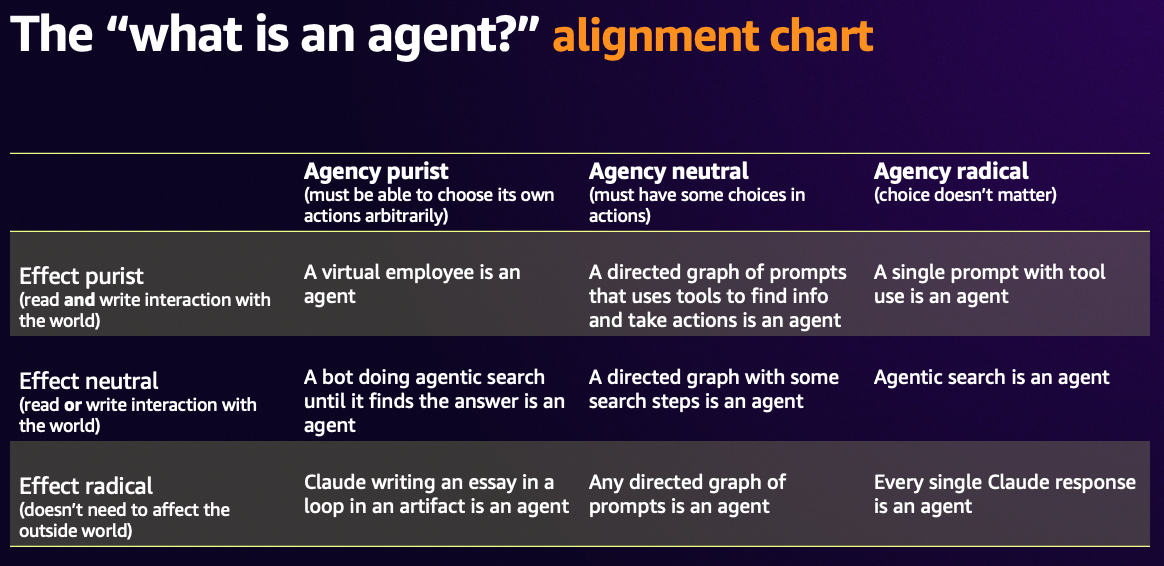 The “what is an agent?” alignment chart
Agency purist
(must be able to choose its own
actions arbitrarily)
Agency neutral
(must have some choices in
actions)
Agency radical
(choice doesn’t matter)
Effect purist
(read and write interaction with
the world)
A virtual employee is an
agent
A directed graph of prompts
that uses tools to find info
and take actions is an agent
A single prompt with tool
use is an agent
Effect neutral
(read or write interaction with
the world)
A bot doing agentic search
until it finds the answer is an
agent
A directed graph with some
search steps is an agent
Agentic search is an agent
Effect radical
(doesn’t need to affect the
outside world)
Claude writing an essay in a
loop in an artifact is an agent
Any directed graph of
prompts is an agent
Every single Claude response
is an agent